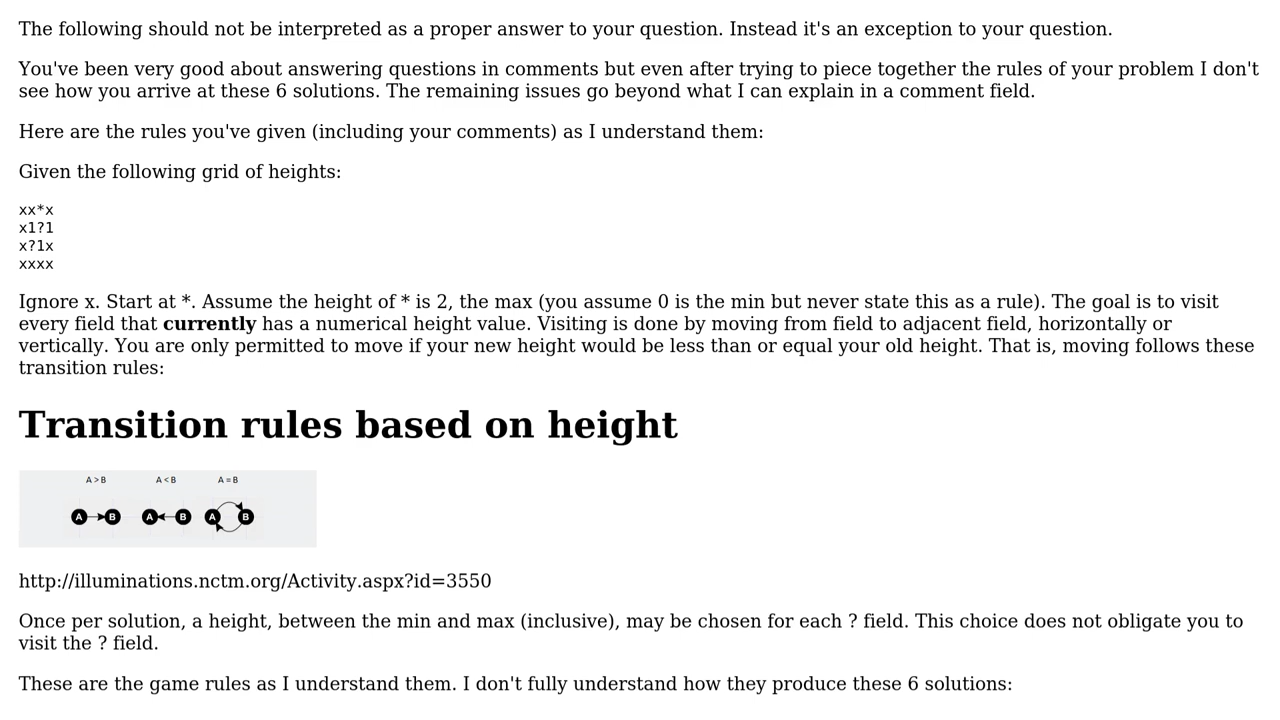 The following should not be interpreted as a proper answer to your question. Instead it's an exception to your question.
You've been very good about answering questions in comments but even after trying to piece together the rules of your problem I don't
see how you arrive at these 6 solutions. The remaining issues go beyond what I can explain in a comment field.
Here are the rules you've given (including your comments) as I understand them:
Given the following grid of heights:
xx*x
x1?1
x?1x
xxxx
Ignore x. Start at *. Assume the height of * is 2, the max (you assume 0 is the min but never state this as a rule). The goal is to visit
every field that currently has a numerical height value. Visiting is done by moving from field to adjacent field, horizontally or
vertically. You are only permitted to move if your new height would be less than or equal your old height. That is, moving follows these
transition rules:
Transition rules based on height
A > B A < B A = B
A B A B A B
http://illuminations.nctm.org/Activity.aspx?id=3550
Once per solution, a height, between the min and max (inclusive), may be chosen for each ? field. This choice does not obligate you to
visit the ? field.
These are the game rules as I understand them. I don't fully understand how they produce these 6 solutions: